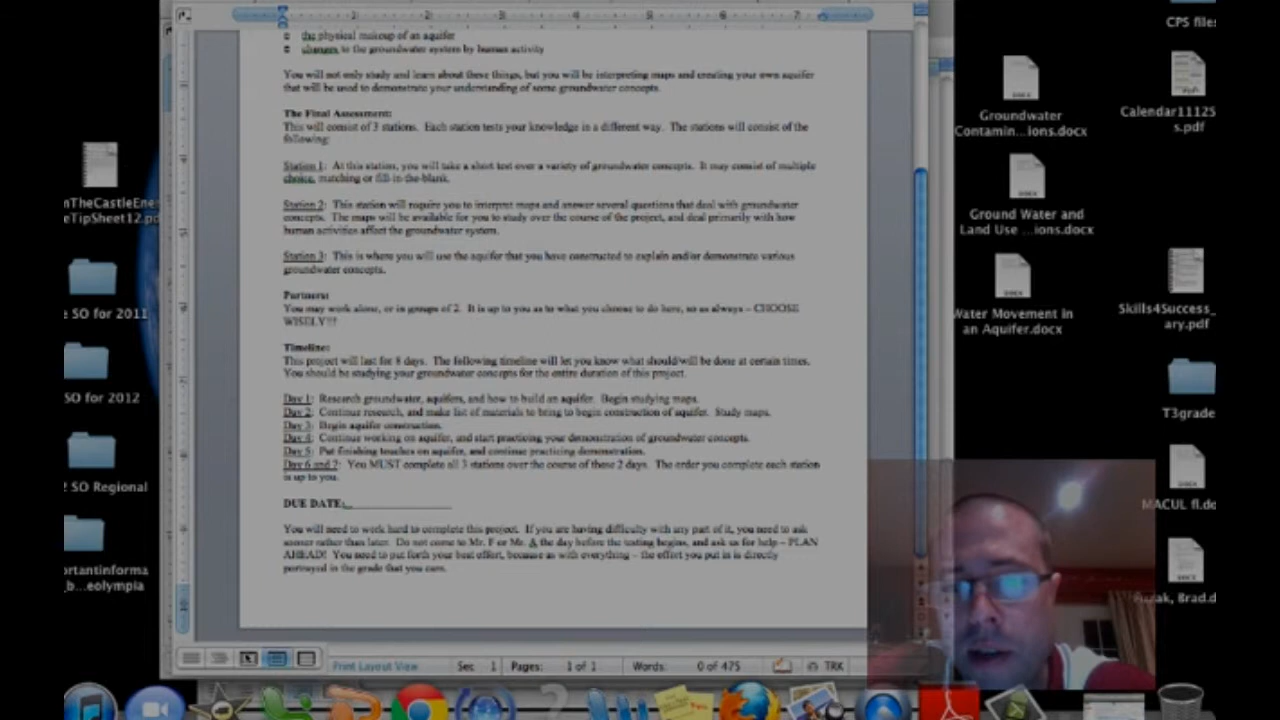 CPS files
the physical makeup of an aquifer
changes to the groundwater system by human activity
You will not only study and learn about these things, but you will be interpreting maps and creating your own aquifer
that will be used to demonstrate your understanding of some groundwater concepts.
The Final Assessment:
This will consist of 3 stations. Each station tests your knowledge in a different way. The stations will consist of the
following:
Station 1: At this station, you will take a short test over a variety of groundwater concepts. It may consist of multiple
choice, matching or fill-in-the-blank.
Station 2: This station will require you to interpret maps and answer several questions that deal with groundwater
concepts. The maps will be available for you to study over the course of the project, and deal primarily with how
human activities affect the groundwater system.
Station 3: This is where you will use the aquifer that you have constructed to explain and/or demonstrate various
groundwater concepts.
Partners:
You may work alone, or in groups of 2. It is up to you as to what you choose to do here, so as always – CHOOSE
WISELY!!!
Timeline:
This project will last for 8 days. The following timeline will let you know what should/will be done at certain times.
You should be studying your groundwater concepts for the entire duration of this project.
Day 1: Research groundwater, aquifers, and how to build an aquifer. Begin studying maps.
Day 2: Continue research, and make list of materials to bring to begin construction of aquifer. Study maps.
Day 3: Begin aquifer construction.
Day 4: Continue working on aquifer, and start practicing your demonstration of groundwater concepts.
Day 5: Put finishing touches on aquifer, and continue practicing demonstration.
Day 6 and 7: You MUST complete all 3 stations over the course of these 2 days. The order you complete each station
is up to you.
DUE DATE:
You will need to work hard to complete this project. If you are having difficulty with any part of it, you need to ask
sooner rather than later. Do not come to Mr. F or Mr. A the day before the testing begins, and ask us for help – PLAN
AHEAD! You need to put forth your best effort, because as with everything – the effort you put in is directly
portrayed in the grade that you earn.
Print Layout View Sec 1 Pages: 1 of 1 Words: 0 of 475 TRK
mTheCastleEne
eTipSheet12.pd
e SO for 2011
SO for 2012
2 SO Regional
ortantinforma
_b...eolympia
Groundwater
Contamin...ions.docx
Ground Water and
Land Use ...ions.docx
Water Movement in
an Aquifer.docx
Calendar11125
s.pdf
Skills4Success_
ary.pdf
T3grade
MACUL fl.de
Brad.d